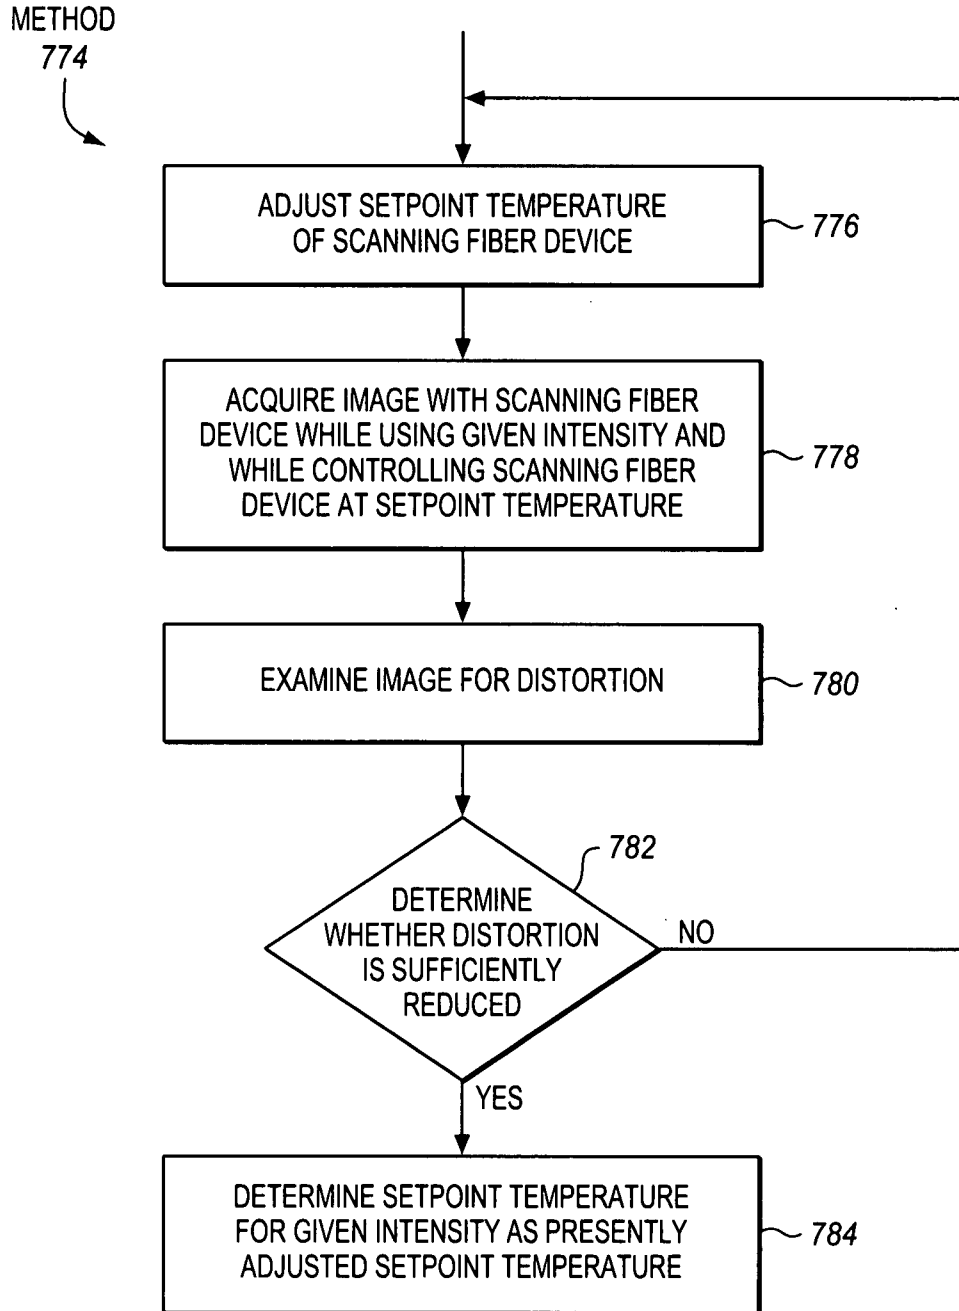 METHOD
774
ADJUST SETPOINT TEMPERATURE
OF SCANNING FIBER DEVICE
776
ACQUIRE IMAGE WITH SCANNING FIBER
DEVICE WHILE USING GIVEN INTENSITY AND
WHILE CONTROLLING SCANNING FIBER
DEVICE AT SETPOINT TEMPERATURE
778
EXAMINE IMAGE FOR DISTORTION
780
782
DETERMINE
WHETHER DISTORTION
IS SUFFICIENTLY
REDUCED
NO
YES
DETERMINE SETPOINT TEMPERATURE
FOR GIVEN INTENSITY AS PRESENTLY
ADJUSTED SETPOINT TEMPERATURE
784